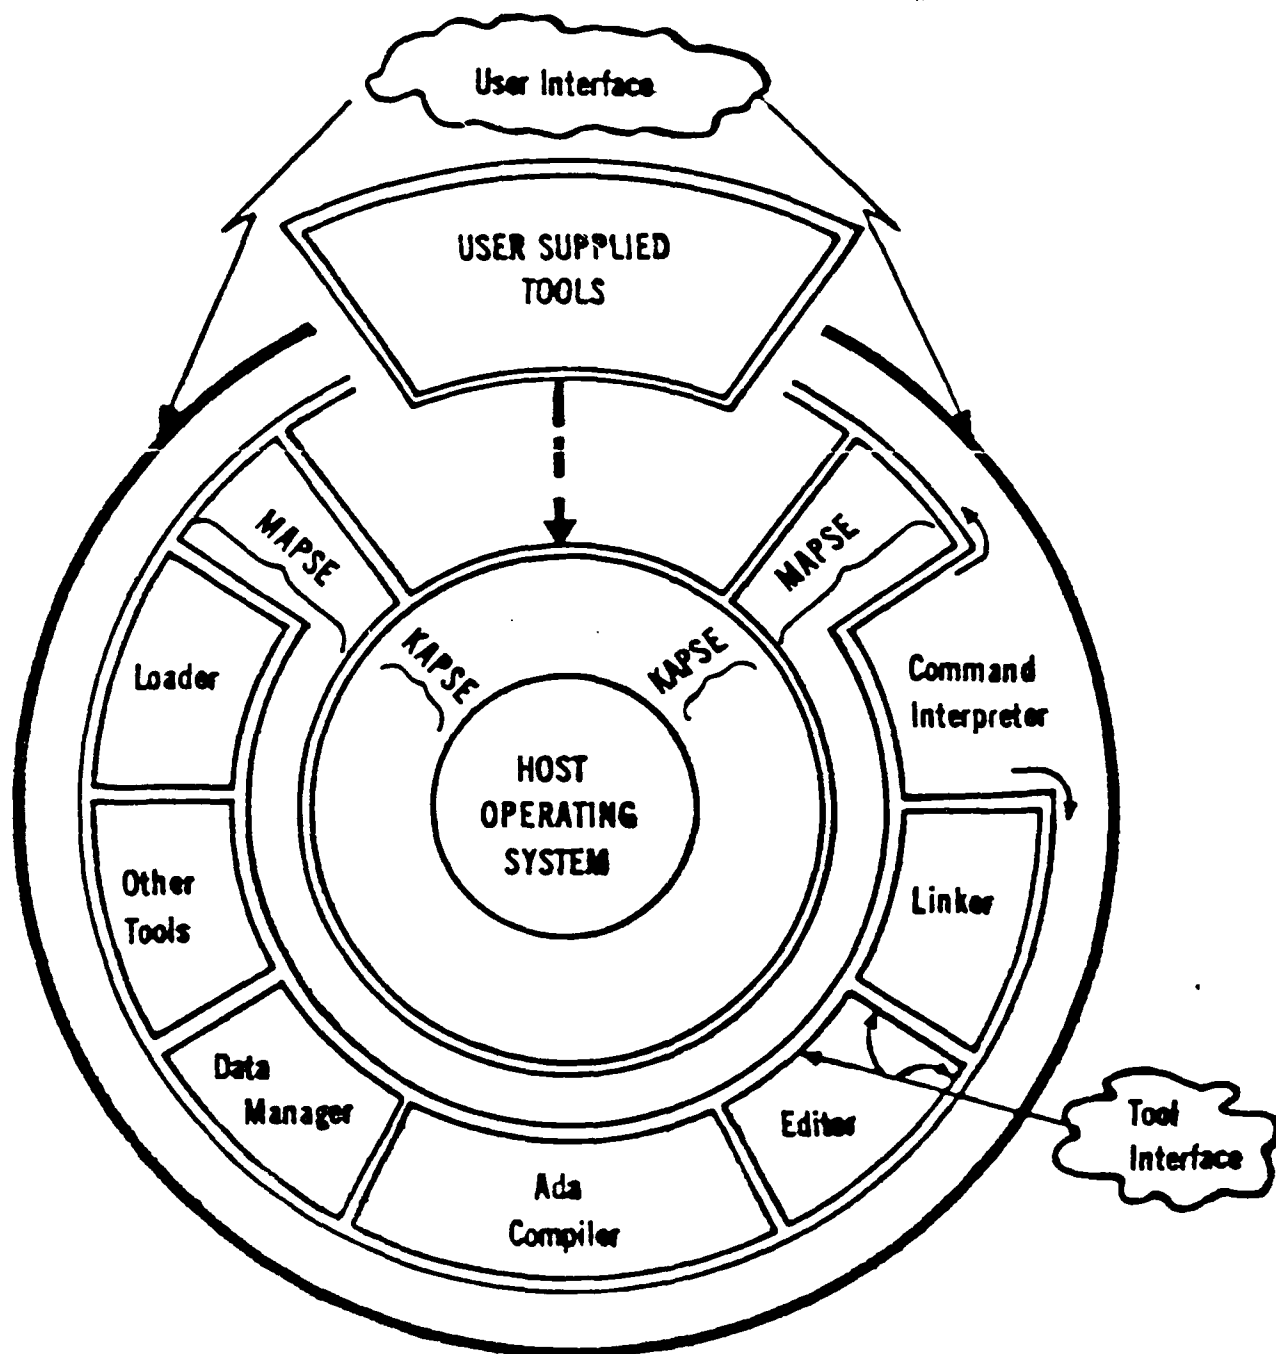 User Interface
USER SUPPLIED
TOOLS
MAPSE
MAPSE
KAPSE
KAPSE
Loader
Command
Interpreter
HOST
OPERATING
SYSTEM
Other
Tools
Linker
Data
Manager
Editor
Tool
Interface
Ada
Compiler